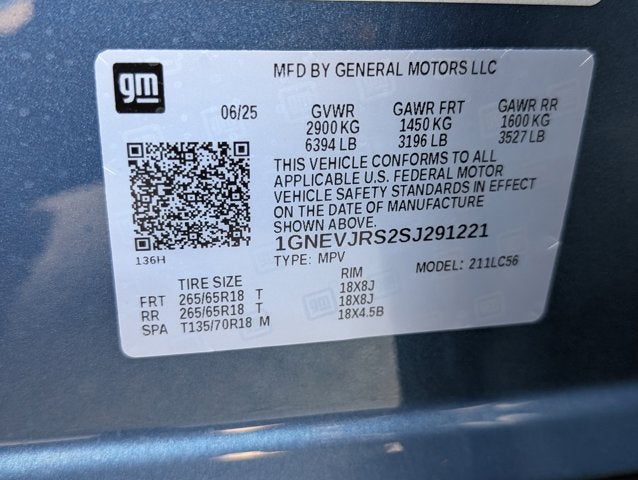 gm
MFD BY GENERAL MOTORS LLC
06/25 GVWR GAWR FRT GAWR RR
2900 KG 1450 KG 1600 KG
6394 LB 3196 LB 3527 LB
THIS VEHICLE CONFORMS TO ALL
APPLICABLE U.S. FEDERAL MOTOR
VEHICLE SAFETY STANDARDS IN EFFECT
ON THE DATE OF MANUFACTURE
SHOWN ABOVE.
1GNEVJRS2SJ291221
136H TYPE: MPV MODEL: 211LC56
TIRE SIZE RIM
FRT 265/65R18 T 18X8J
RR 265/65R18 T 18X8J
SPA T135/70R18 M 18X4.5B